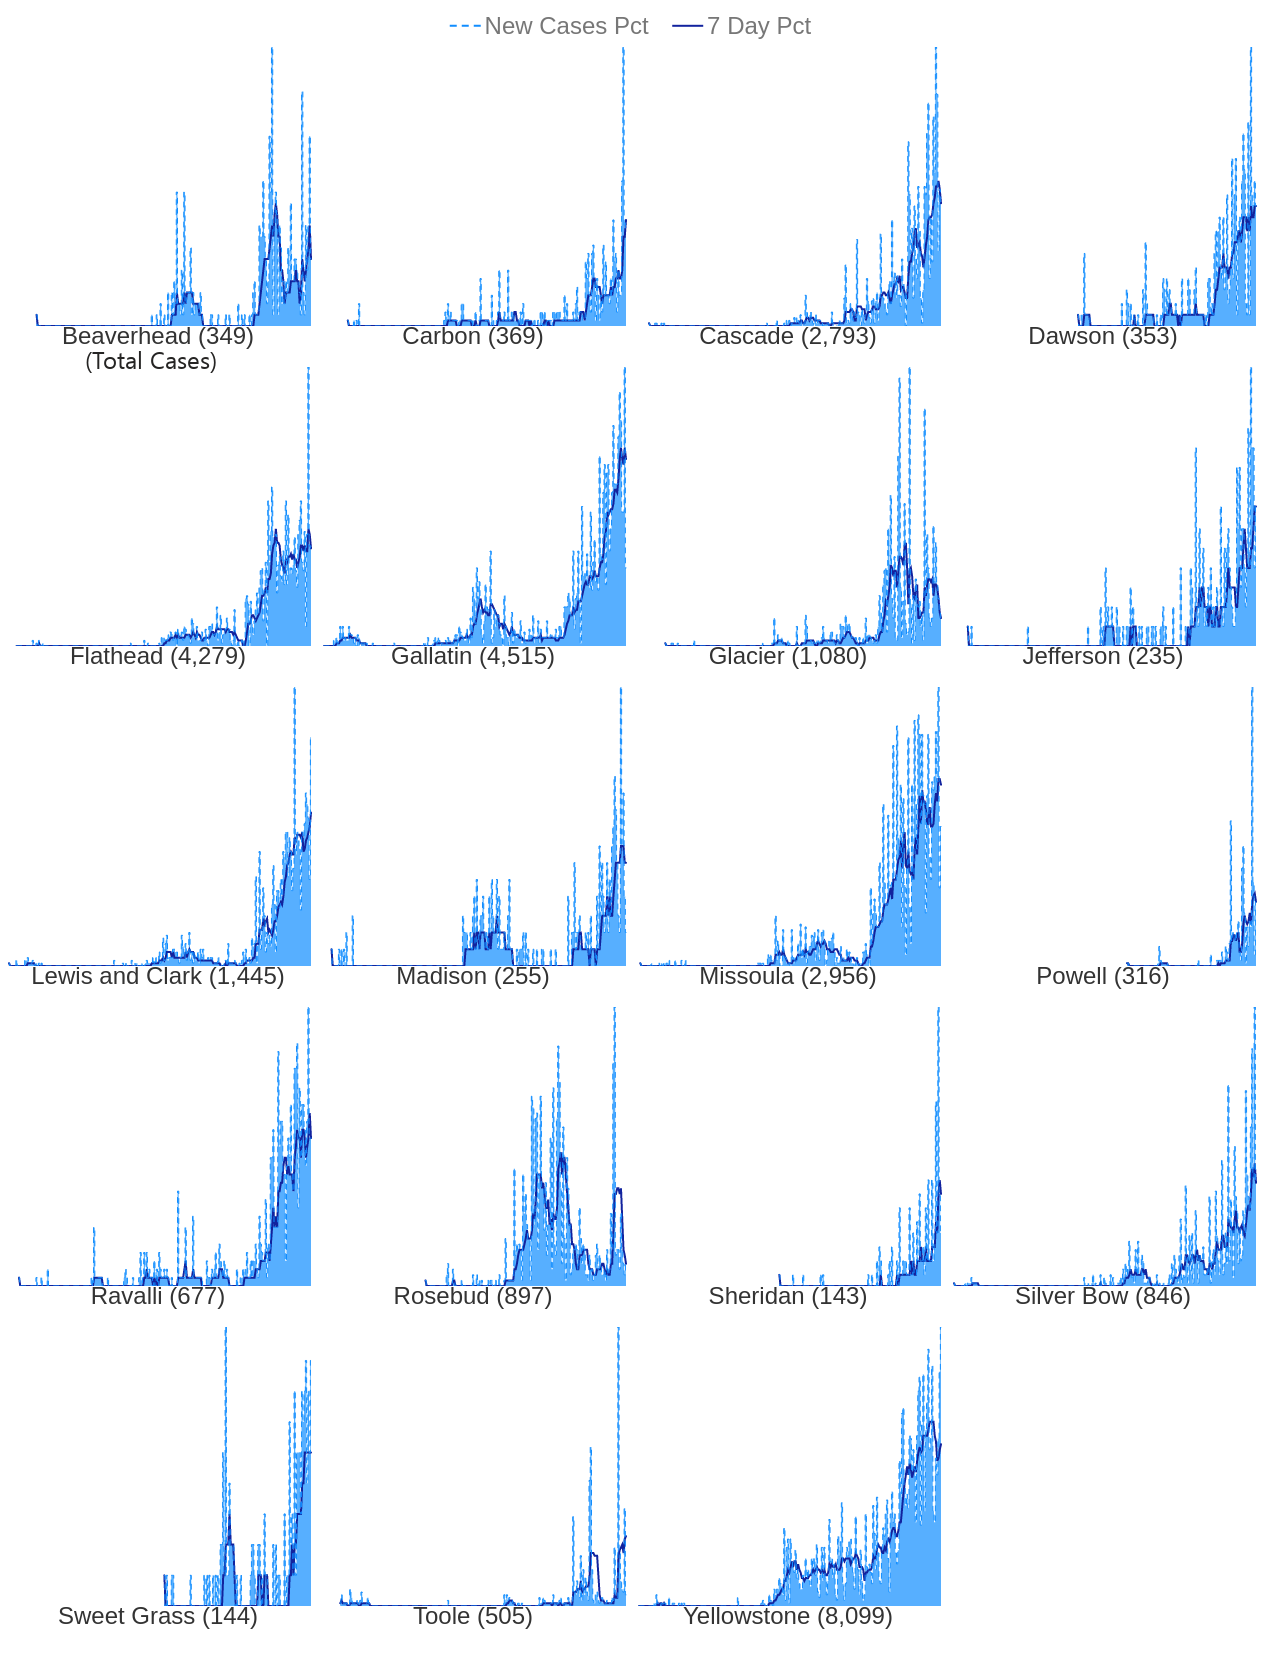 New Cases Pct 7 Day Pct
Beaverhead (349) Carbon (369) Cascade (2,793) Dawson (353)
(Total Cases)
Flathead (4,279) Gallatin (4,515) Glacier (1,080) Jefferson (235)
Lewis and Clark (1,445) Madison (255) Missoula (2,956) Powell (316)
Ravalli (677) Rosebud (897) Sheridan (143) Silver Bow (846)
Sweet Grass (144) Toole (505) Yellowstone (8,099)